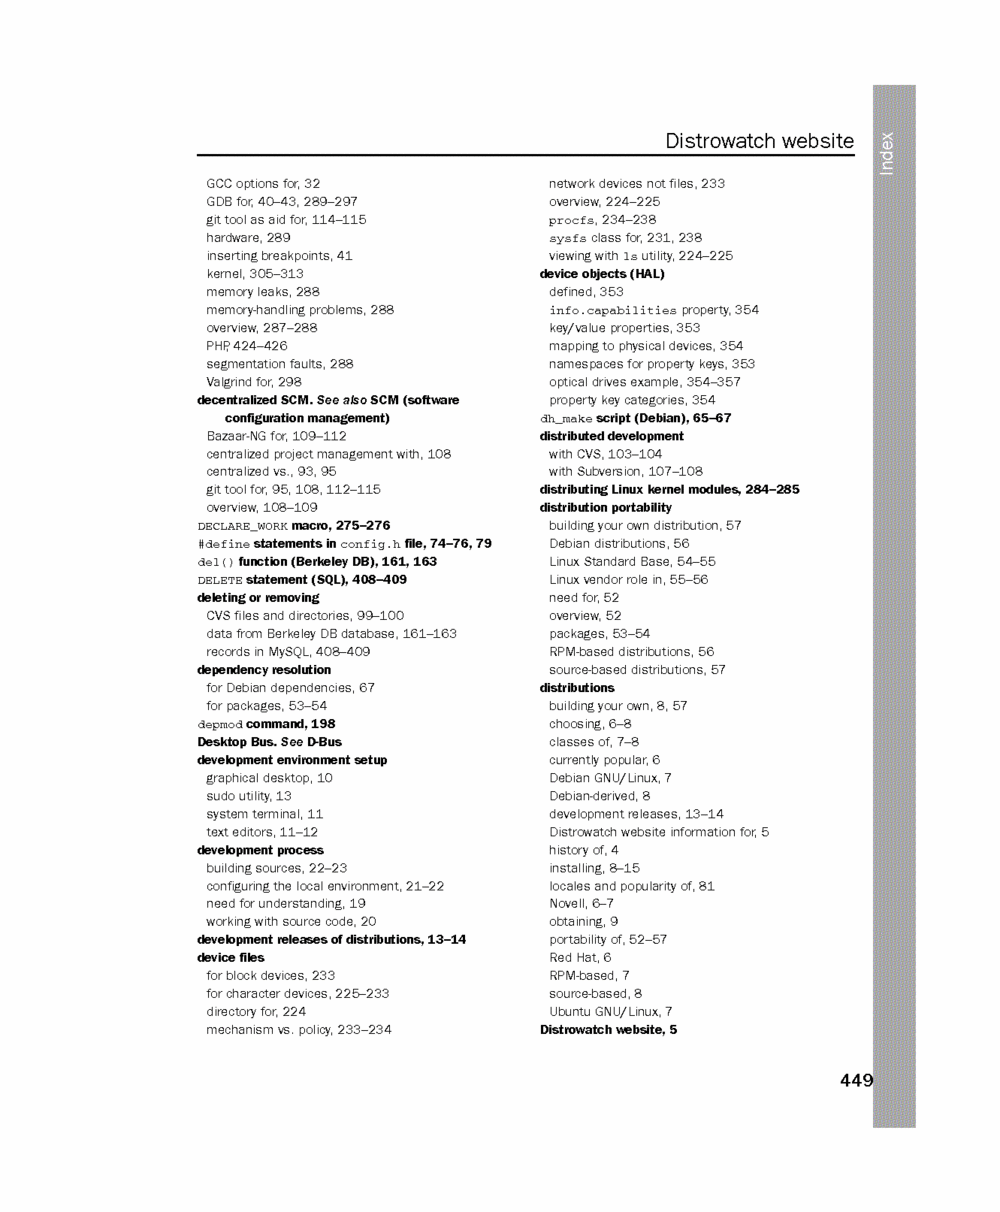 Distrowatch website
Index
GCC options for, 32
GDB for, 40–43, 289–297
git tool as aid for, 114–115
hardware, 289
inserting breakpoints, 41
kernel, 305–313
memory leaks, 288
memory-handling problems, 288
overview, 287–288
PHP, 424–426
segmentation faults, 288
Valgrind for, 298
decentralized SCM. See also SCM (software
configuration management)
Bazaar-NG for, 109–112
centralized project management with, 108
centralized vs., 93, 95
git tool for, 95, 108, 112–115
overview, 108–109
DECLARE_WORK macro, 275–276
#define statements in config.h file, 74–76, 79
del() function (Berkeley DB), 161, 163
DELETE statement (SQL), 408–409
deleting or removing
CVS files and directories, 99–100
data from Berkeley DB database, 161–163
records in MySQL, 408–409
dependency resolution
for Debian dependencies, 67
for packages, 53–54
depmod command, 198
Desktop Bus. See D-Bus
development environment setup
graphical desktop, 10
sudo utility, 13
system terminal, 11
text editors, 11–12
development process
building sources, 22–23
configuring the local environment, 21–22
need for understanding, 19
working with source code, 20
development releases of distributions, 13–14
device files
for block devices, 233
for character devices, 225–233
directory for, 224
mechanism vs. policy, 233–234
network devices not files, 233
overview, 224–225
procfs, 234–238
sysfs class for, 231, 238
viewing with ls utility, 224–225
device objects (HAL)
defined, 353
info.capabilities property, 354
key/value properties, 353
mapping to physical devices, 354
namespaces for property keys, 353
optical drives example, 354–357
property key categories, 354
dh_make script (Debian), 65–67
distributed development
with CVS, 103–104
with Subversion, 107–108
distributing Linux kernel modules, 284–285
distribution portability
building your own distribution, 57
Debian distributions, 56
Linux Standard Base, 54–55
Linux vendor role in, 55–56
need for, 52
overview, 52
packages, 53–54
RPM-based distributions, 56
source-based distributions, 57
distributions
building your own, 8, 57
choosing, 6–8
classes of, 7–8
currently popular, 6
Debian GNU/Linux, 7
Debian-derived, 8
development releases, 13–14
Distrowatch website information for, 5
history of, 4
installing, 8–15
locales and popularity of, 81
Novell, 6–7
obtaining, 9
portability of, 52–57
Red Hat, 6
RPM-based, 7
source-based, 8
Ubuntu GNU/Linux, 7
Distrowatch website, 5
449